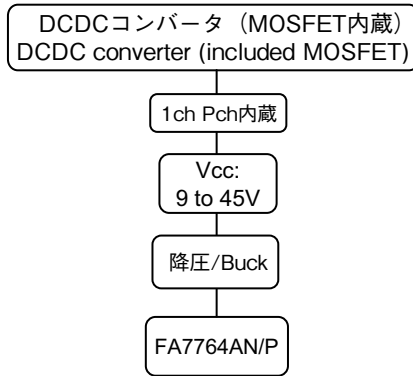 DCDCコンバータ（MOSFET内蔵）
DCDC converter (included MOSFET)
1ch Pch内蔵
Vcc:
9 to 45V
降圧/Buck
FA7764AN/P